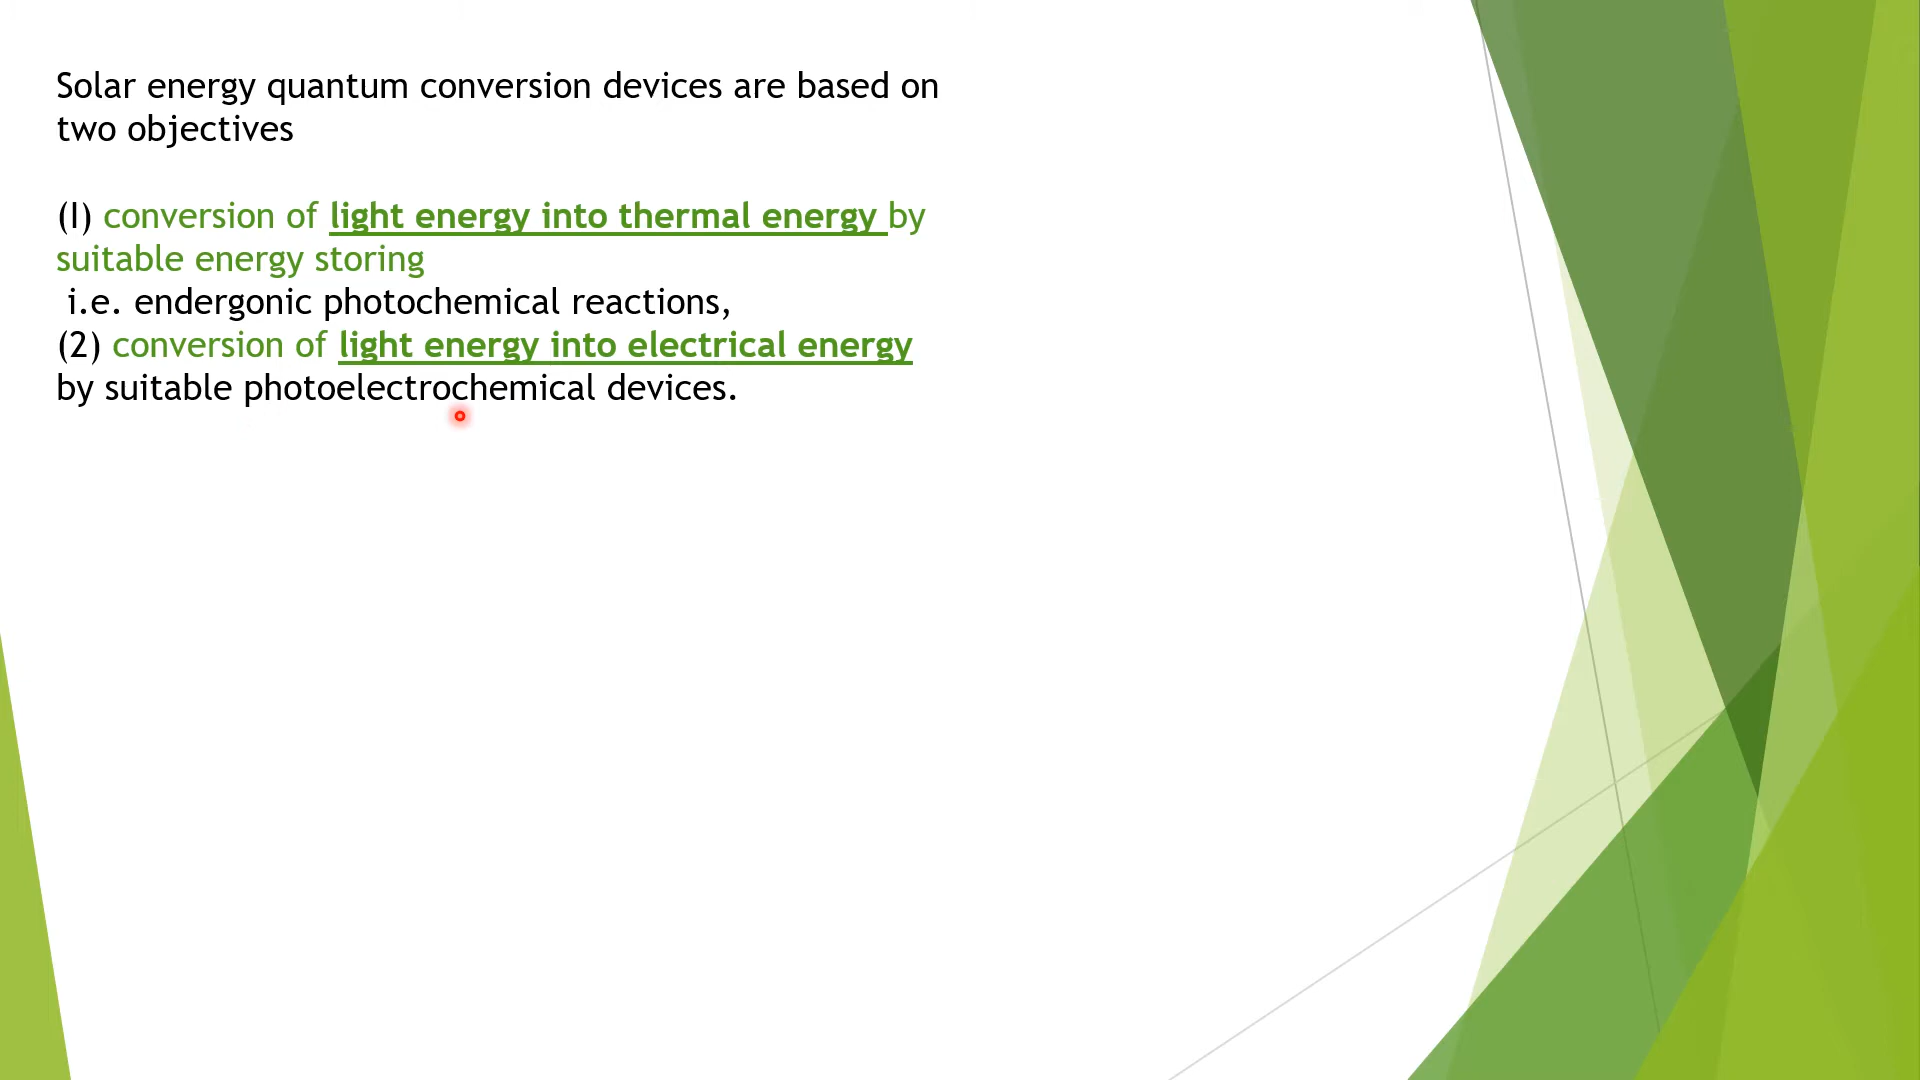 Solar energy quantum conversion devices are based on
two objectives
(I) conversion of light energy into thermal energy by
suitable energy storing
i.e. endergonic photochemical reactions,
(2) conversion of light energy into electrical energy
by suitable photoelectrochemical devices.